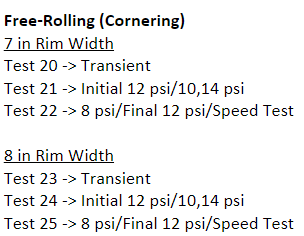 Free-Rolling (Cornering)
7 in Rim Width
Test 20 -> Transient
Test 21 -> Initial 12 psi/10,14 psi
Test 22 -> 8 psi/Final 12 psi/Speed Test
8 in Rim Width
Test 23 -> Transient
Test 24 -> Initial 12 psi/10,14 psi
Test 25 -> 8 psi/Final 12 psi/Speed Test